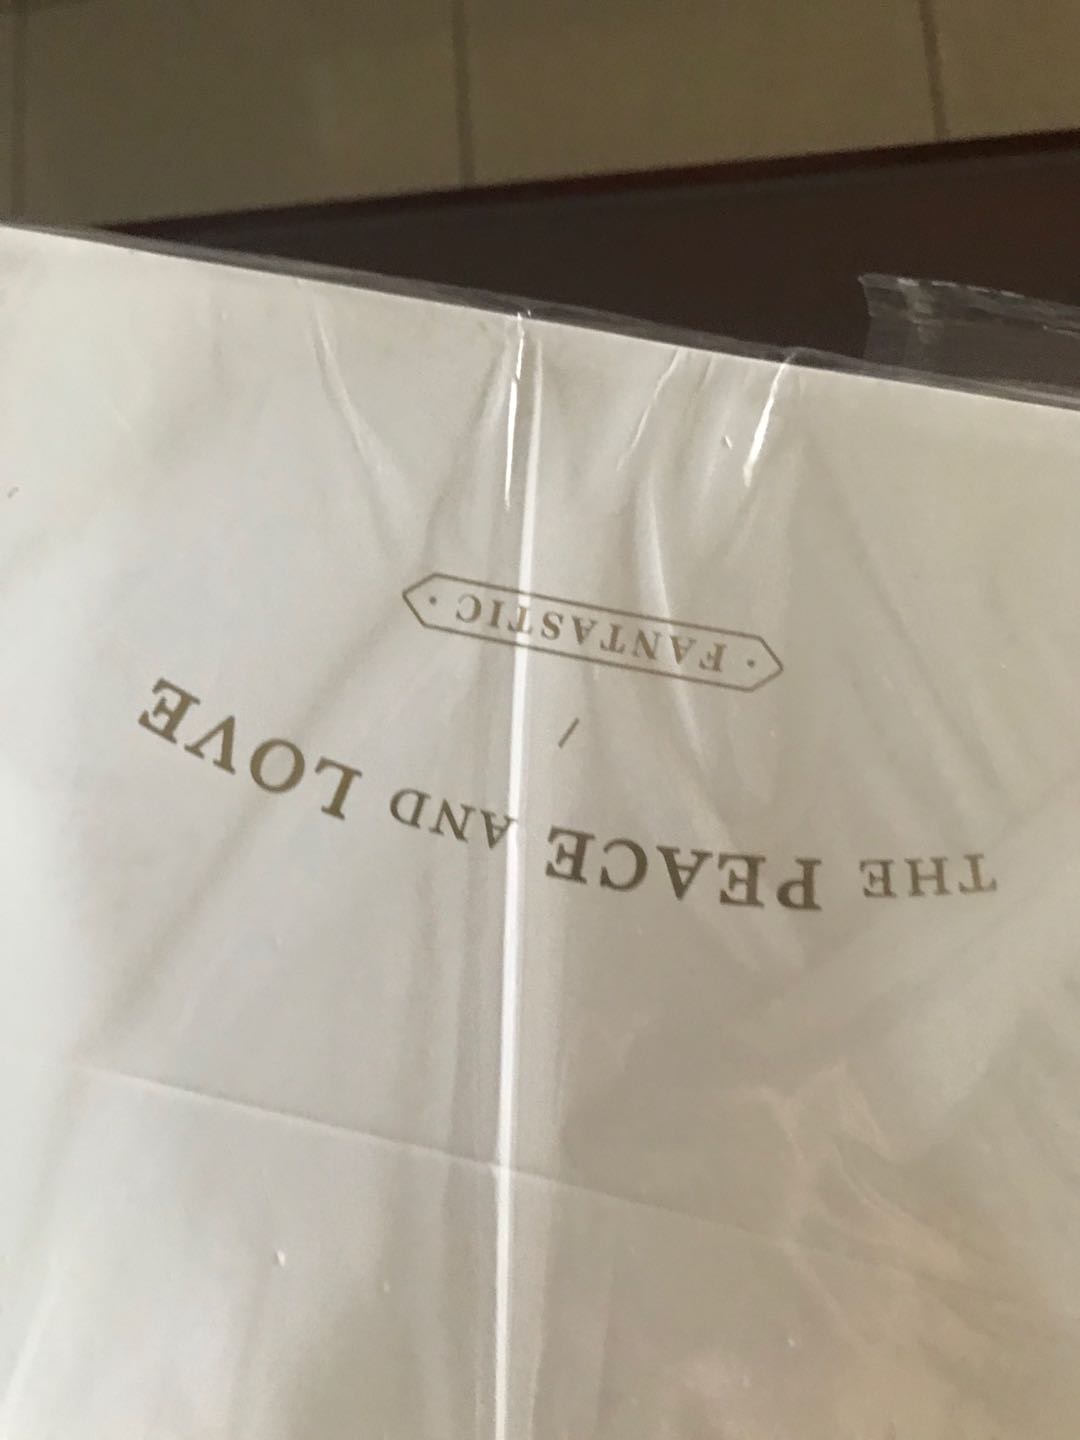 THE PEACE AND LOVE
/
· FANTASTIC ·